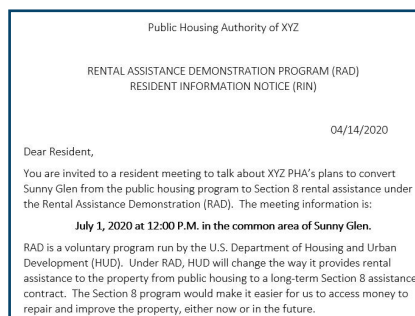 Public Housing Authority of XYZ
RENTAL ASSISTANCE DEMONSTRATION PROGRAM (RAD)
RESIDENT INFORMATION NOTICE (RIN)
04/14/2020
Dear Resident,
You are invited to a resident meeting to talk about XYZ PHA's plans to convert
Sunny Glen from the public housing program to Section 8 rental assistance under
the Rental Assistance Demonstration (RAD). The meeting information is:
July 1, 2020 at 12:00 P.M. in the common area of Sunny Glen.
RAD is a voluntary program run by the U.S. Department of Housing and Urban
Development (HUD). Under RAD, HUD will change the way it provides rental
assistance to the property from public housing to a long-term Section 8 assistance
contract. The Section 8 program would make it easier for us to access money to
repair and improve the property, either now or in the future.